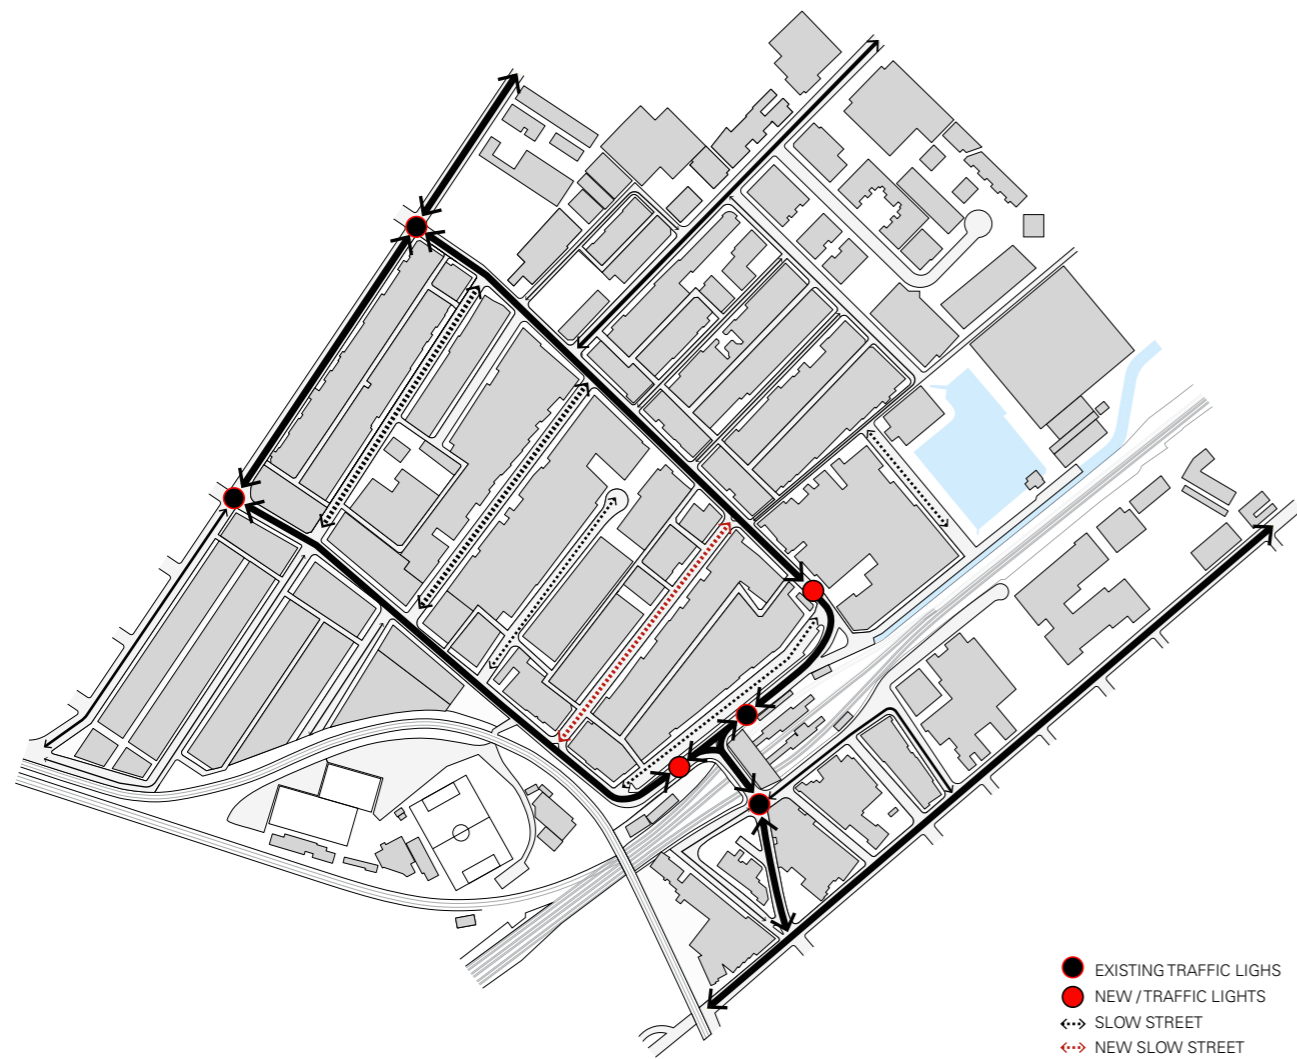 EXISTING TRAFFIC LIGHS
NEW / TRAFFIC LIGHTS
SLOW STREET
NEW SLOW STREET